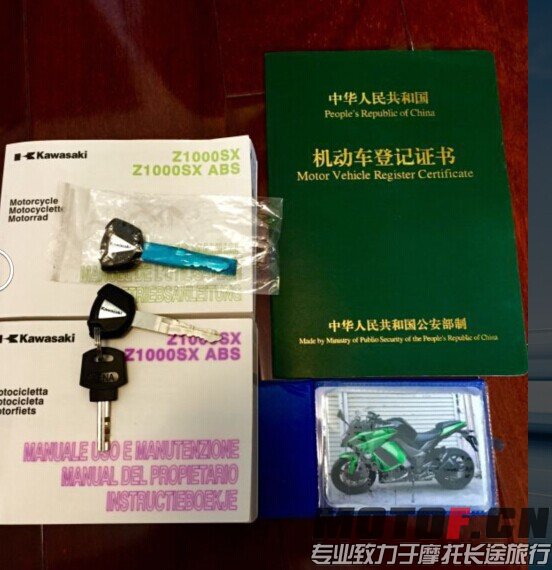 Kawasaki
Z1000SX
Z1000SX ABS
Motorcycle
Motocyclette
Motorrad
Kawasaki
Kawasaki
Kawasaki
Z1000SX ABS
otocicletta
otocicleta
otorfiets
MANUALE USO E MANUTENZIONE
MANUAL DEL PROPIETARIO
INSTRUCTIEBOEKJE
中华人民共和国
People's Republic of China
机动车登记证书
Motor Vehicle Register Certificate
中华人民共和国公安部制
Made by Ministry of Public Security of the People's Republic of China
MOTOF.CN
专业致力于摩托长途旅行